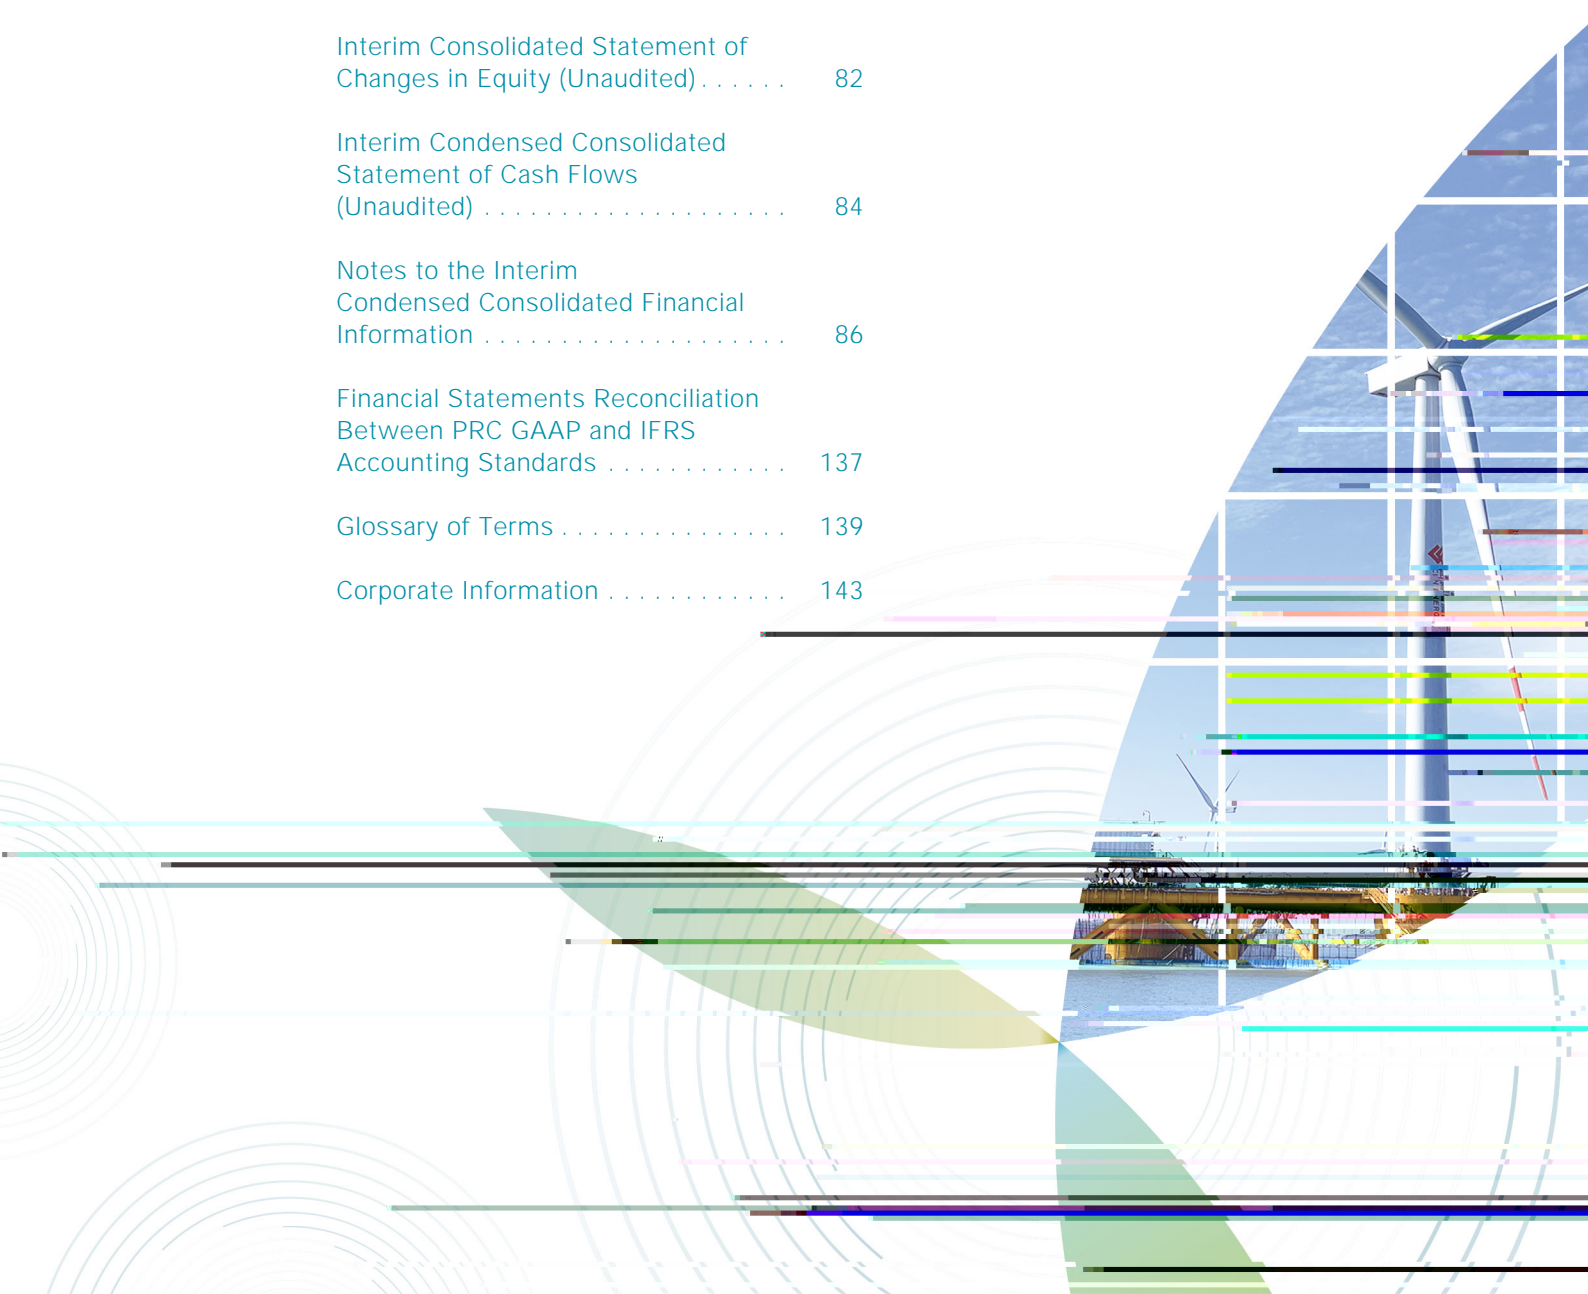 Interim Consolidated Statement of
Changes in Equity (Unaudited) . . . . . . 82
Interim Condensed Consolidated
Statement of Cash Flows
(Unaudited) . . . . . . . . . . . . . . . . . . . . 84
Notes to the Interim
Condensed Consolidated Financial
Information . . . . . . . . . . . . . . . . . . . . 86
Financial Statements Reconciliation
Between PRC GAAP and IFRS
Accounting Standards . . . . . . . . . . . . 137
Glossary of Terms . . . . . . . . . . . . . . . 139
Corporate Information . . . . . . . . . . . . 143